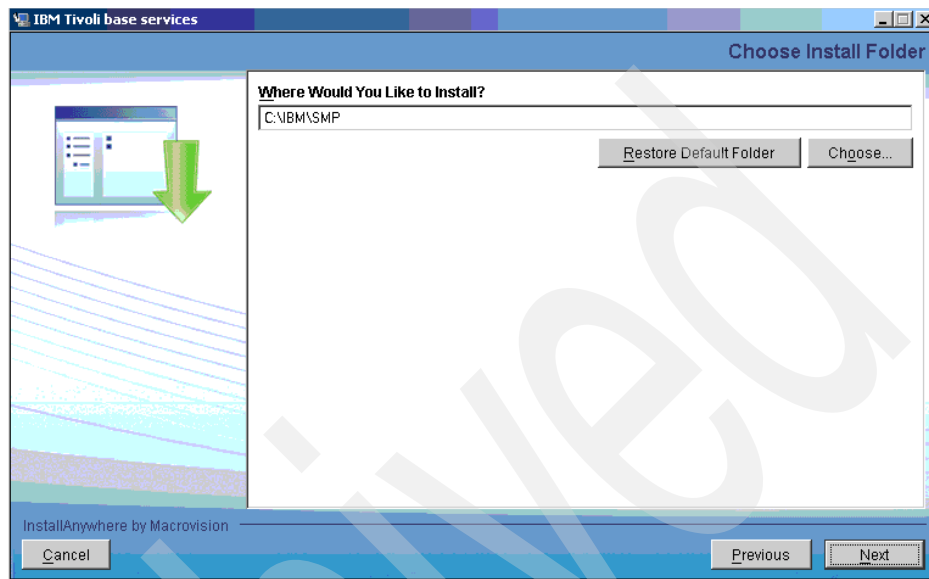 IBM Tivoli base services
Choose Install Folder
Where Would You Like to Install?
C:\IBM\SMP
Restore Default Folder
Choose...
InstallAnywhere by Macrovision
Cancel
Previous
Next